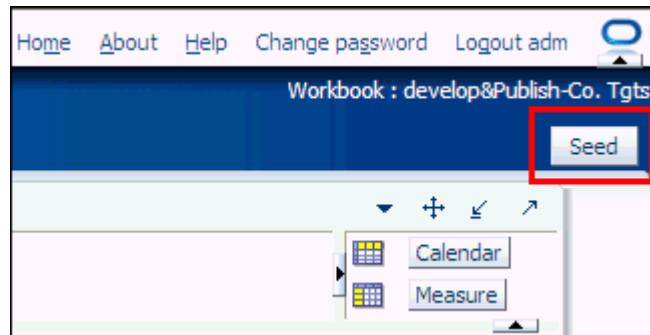 Home About Help Change password Logout adm
Workbook : develop&Publish-Co. Tgts
Seed
Calendar
Measure